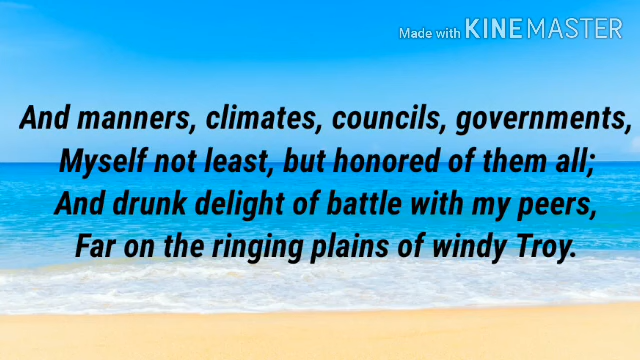 Made with KINEMASTER
And manners, climates, councils, governments,
Myself not least, but honored of them all;
And drunk delight of battle with my peers,
Far on the ringing plains of windy Troy.